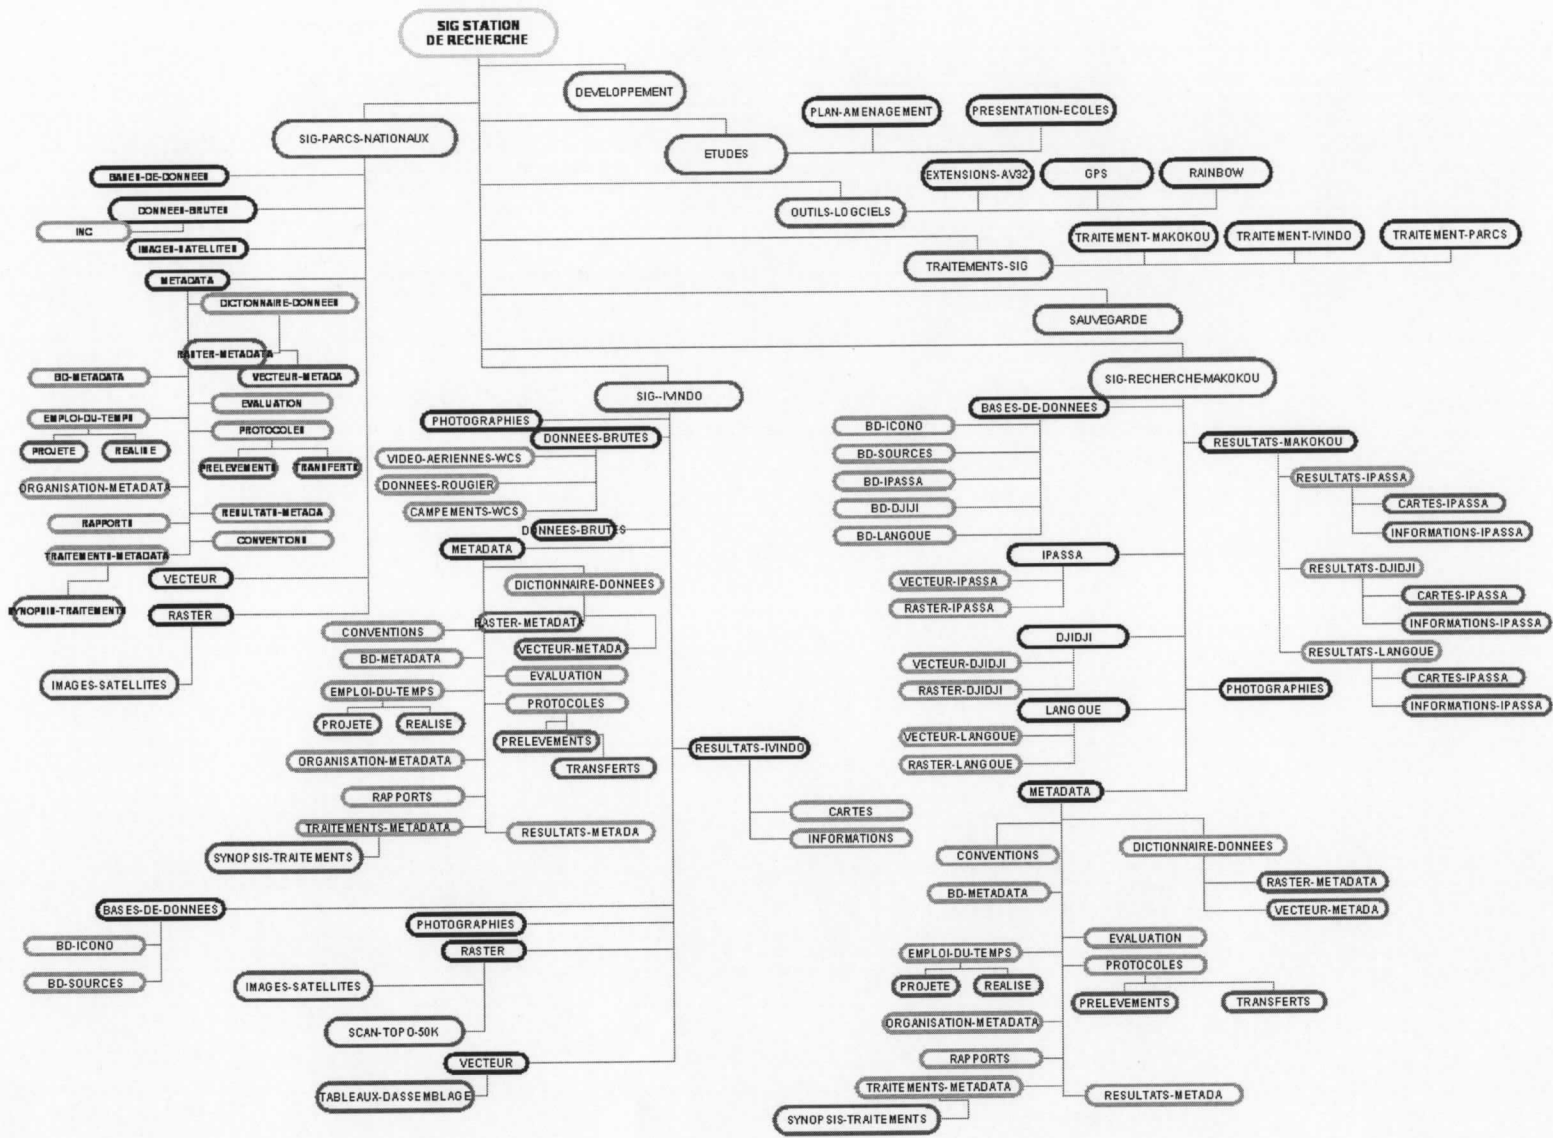 SIG STATION
DE RECHERCHE
DEVELOPPEMENT
SIG-PARCS-NATIONAUX
PLAN-AMENAGEMENT
PRESENTATION-ECOLES
ETUDES
BASES-DE-DONNEES
EXTENSIONS-AV32
GPS
RAINBOW
DONNEES-BRUTES
OUTILS-LOGCIELS
INC
IMAGES-SATELLITES
TRAITEMENT-MAKOKOU
TRAITEMENT-IVINDO
TRAITEMENT-PARCS
TRAITEMENTS-SIG
METADATA
DICTIONNAIRE-DONNEES
SAUVEGARDE
RASTER-METADATA
BD-METADATA
VECTEUR-METADA
EVALUATION
EMPLOI-DU-TEMPS
PROTOCOLES
PROJETE
REALISE
PRELEVEMENTS
TRANSFERTS
ORGANISATION-METADATA
RAPPORTS
RESULTATS-METADA
CONVENTIONS
TRAITEMENTS-METADATA
VECTEUR
SYNOPSIS-TRAITEMENTS
RASTER
IMAGES-SATELLITES
SIG--IVINDO
PHOTOGRAPHIES
DONNEES-BRUTES
VIDEO-AERIENNES-WCS
DONNEES-ROUGIER
CAMPEMENTS-WCS
DONNEES-BRUTES
METADATA
DICTIONNAIRE-DONNEES
RASTER-METADATA
CONVENTIONS
VECTEUR-METADA
BD-METADATA
EVALUATION
EMPLOI-DU-TEMPS
PROTOCOLES
PROJETE
REALISE
PRELEVEMENTS
TRANSFERTS
ORGANISATION-METADATA
RAPPORTS
TRAITEMENTS-METADATA
RESULTATS-METADA
SYNOPSIS-TRAITEMENTS
RESULTATS-IVINDO
CARTES
INFORMATIONS
BASES-DE-DONNEES
BD-ICONO
BD-SOURCES
PHOTOGRAPHIES
RASTER
IMAGES-SATELLITES
SCAN-TOPO-50K
VECTEUR
TABLEAUX-DASSEMBLAGE
SIG-RECHERCHE-MAKOKOU
BASES-DE-DONNEES
BD-ICONO
BD-SOURCES
BD-IPASSA
BD-DJIJI
BD-LANGOUE
RESULTATS-MAKOKOU
RESULTATS-IPASSA
CARTES-IPASSA
INFORMATIONS-IPASSA
RESULTATS-DJIDJI
CARTES-IPASSA
INFORMATIONS-IPASSA
RESULTATS-LANGOUE
CARTES-IPASSA
INFORMATIONS-IPASSA
IPASSA
VECTEUR-IPASSA
RASTER-IPASSA
DJIDJI
VECTEUR-DJIDJI
RASTER-DJIDJI
PHOTOGRAPHIES
LANGOUE
VECTEUR-LANGOUE
RASTER-LANGOUE
METADATA
CONVENTIONS
DICTIONNAIRE-DONNEES
BD-METADATA
RASTER-METADATA
VECTEUR-METADA
EVALUATION
EMPLOI-DU-TEMPS
PROTOCOLES
PROJETE
REALISE
PRELEVEMENTS
TRANSFERTS
ORGANISATION-METADATA
RAPPORTS
TRAITEMENTS-METADATA
RESULTATS-METADA
SYNOPSIS-TRAITEMENTS